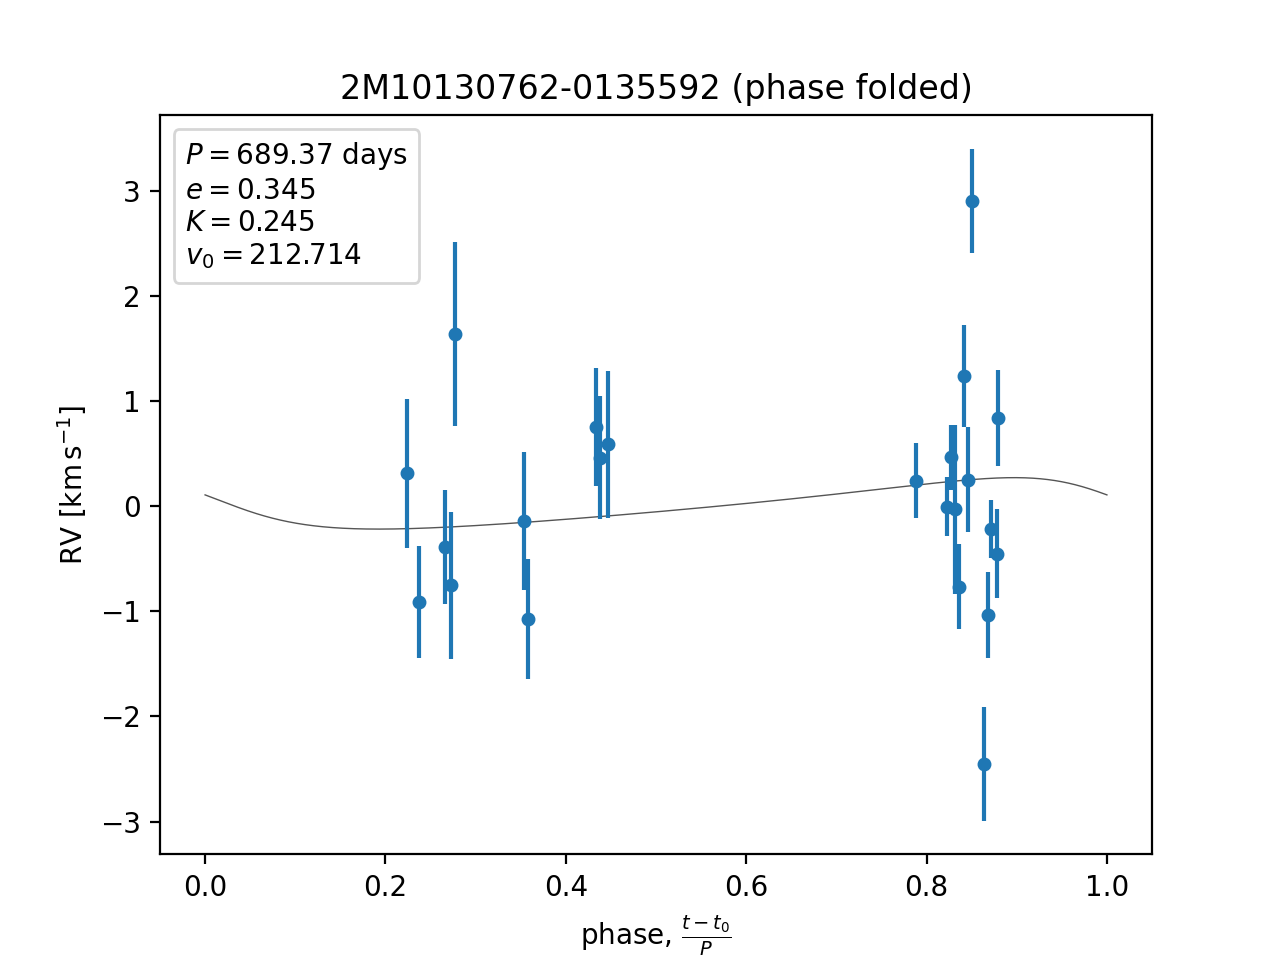 2M10130762-0135592 (phase folded)
P = 689.37 days
e = 0.345
K = 0.245
v₀ = 212.714
3
2
1
0
−1
−2
−3
RV [km s⁻¹]
0.0 0.2 0.4 0.6 0.8 1.0
phase, (t − t₀)/P